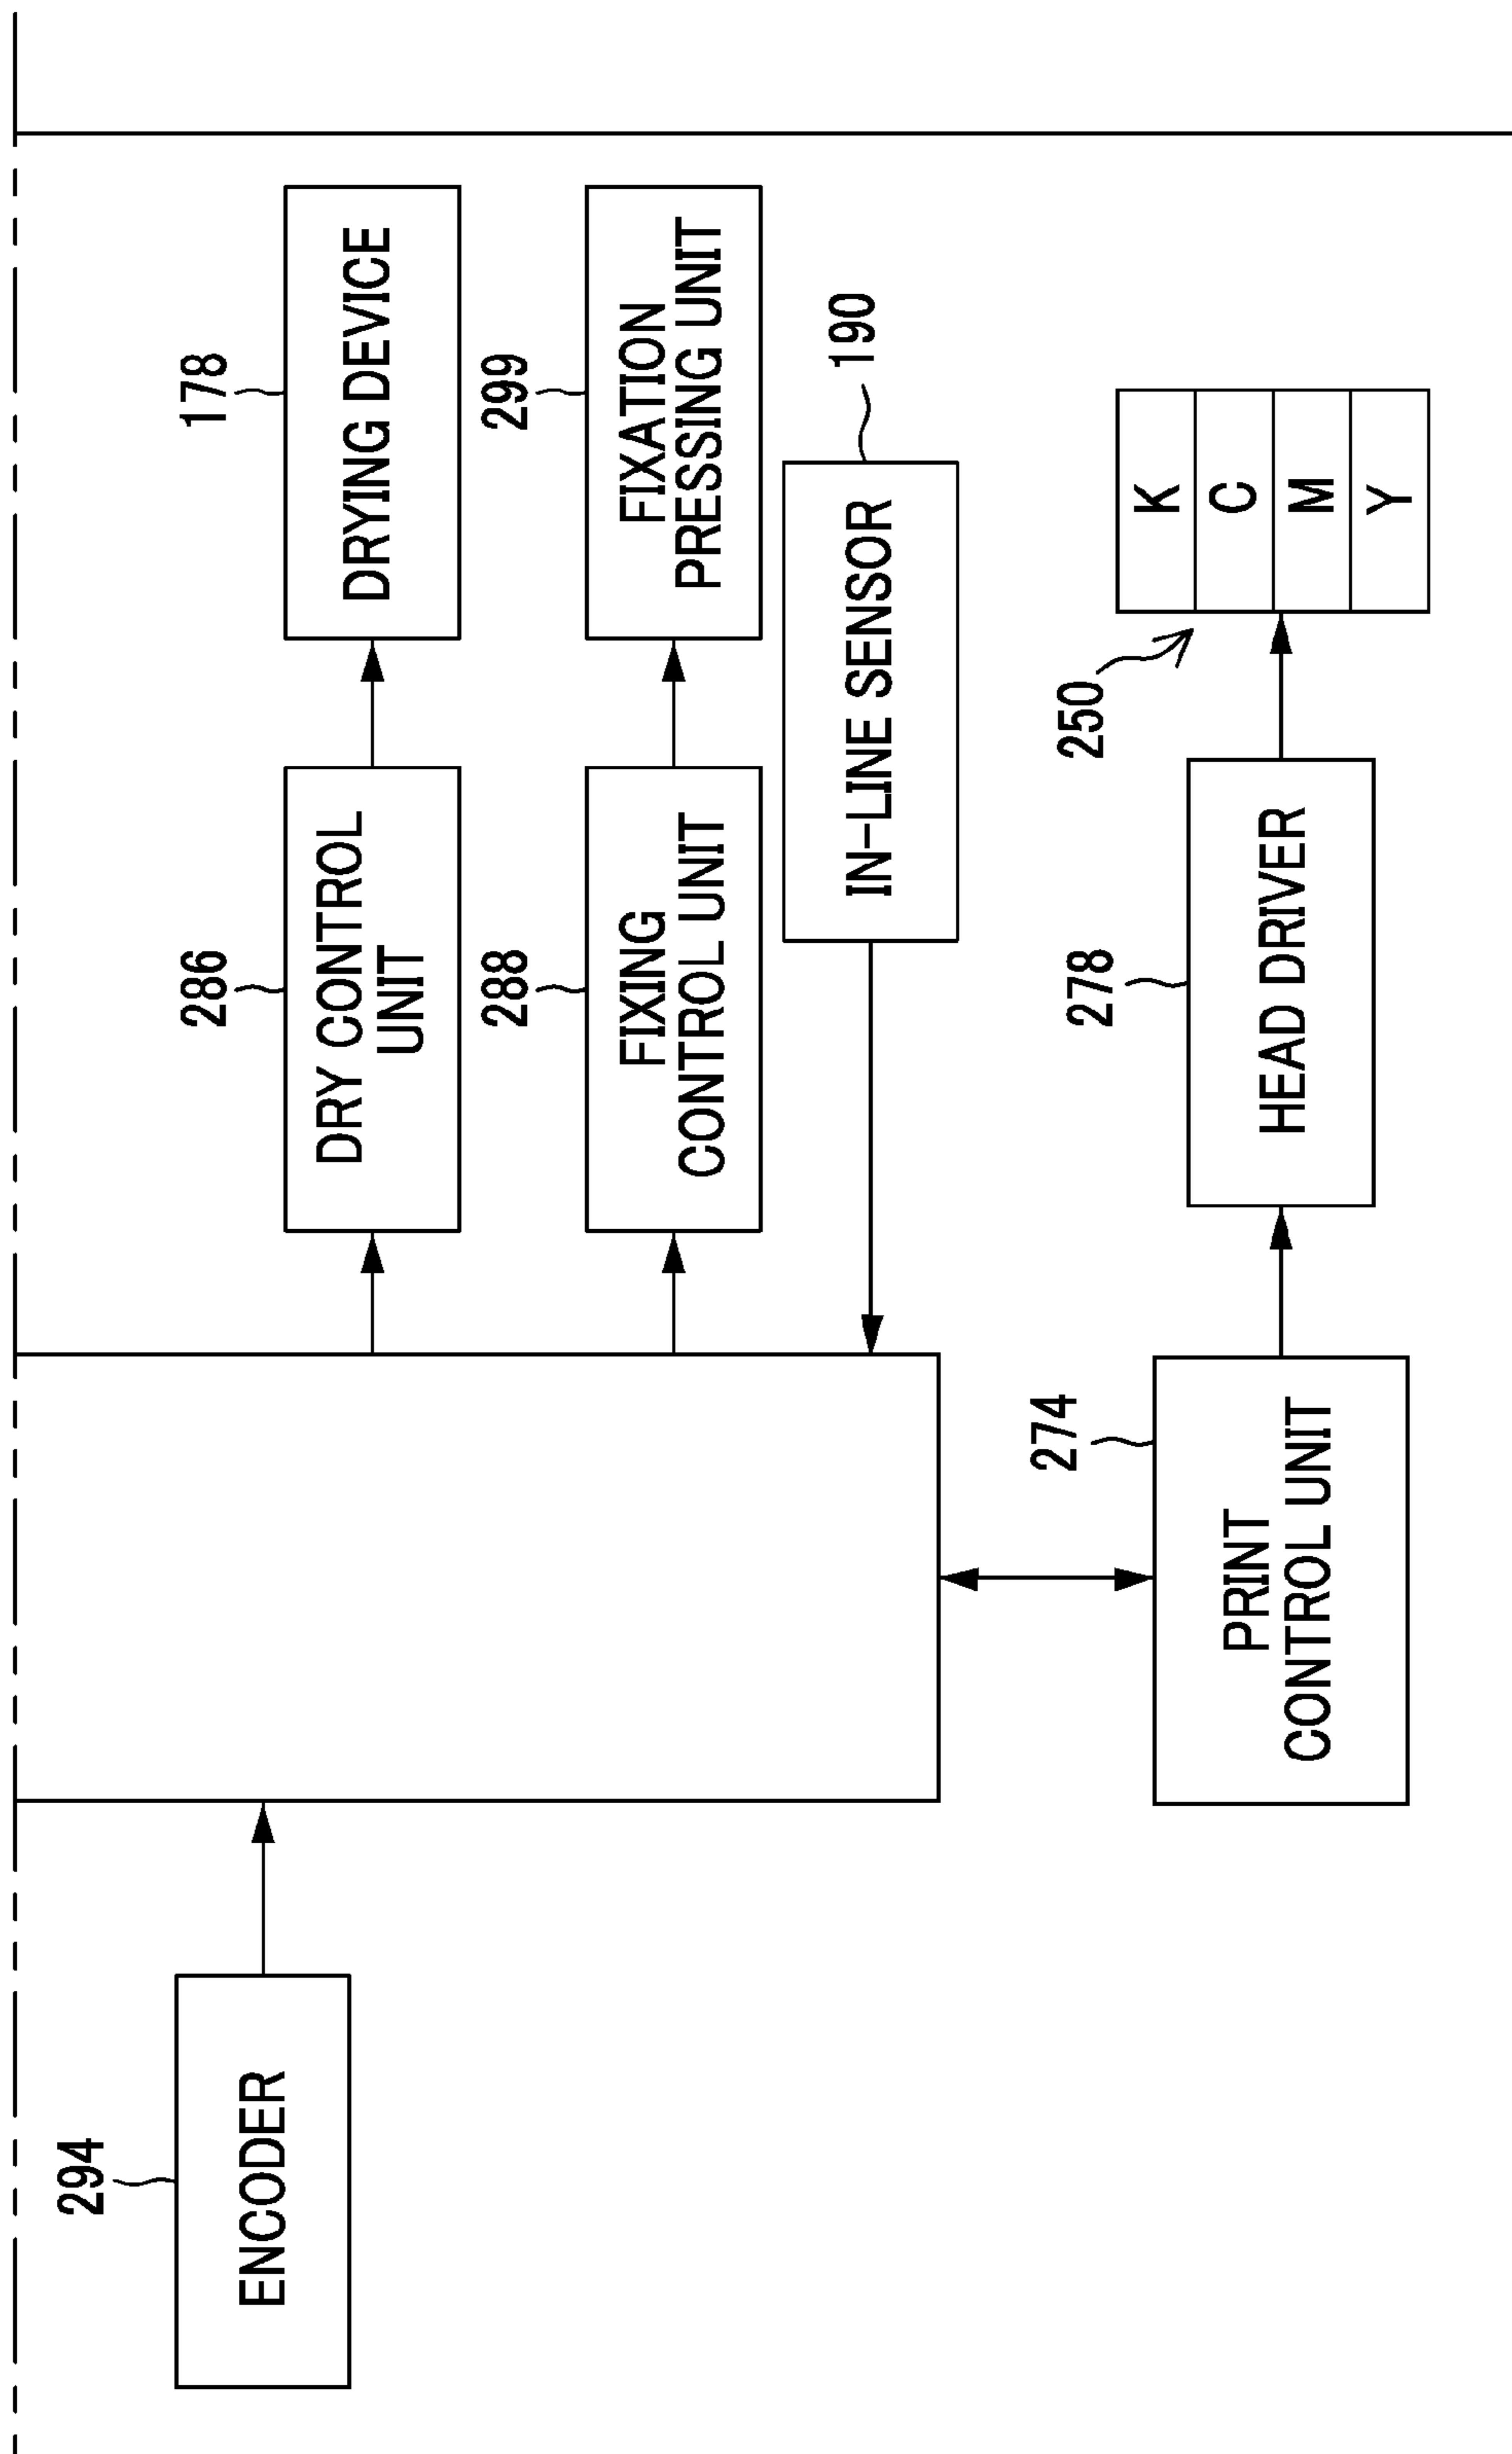 178
DRYING DEVICE
286
DRY CONTROL
UNIT
299
FIXATION
PRESSING UNIT
288
FIXING
CONTROL UNIT
190
IN-LINE SENSOR
294
ENCODER
250
K
C
M
Y
278
HEAD DRIVER
274
PRINT
CONTROL UNIT